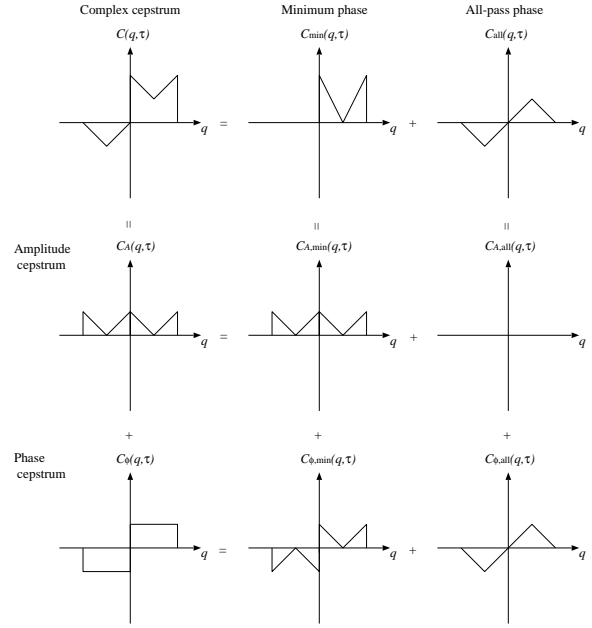 Complex cepstrum Minimum phase All-pass phase
C(q,τ) Cmin(q,τ) Call(q,τ)
q = q + q
= = =
Amplitude
cepstrum
CA(q,τ) CA,min(q,τ) CA,all(q,τ)
q = q + q
+ + +
Phase
cepstrum
Cϕ(q,τ) Cϕ,min(q,τ) Cϕ,all(q,τ)
q = q + q